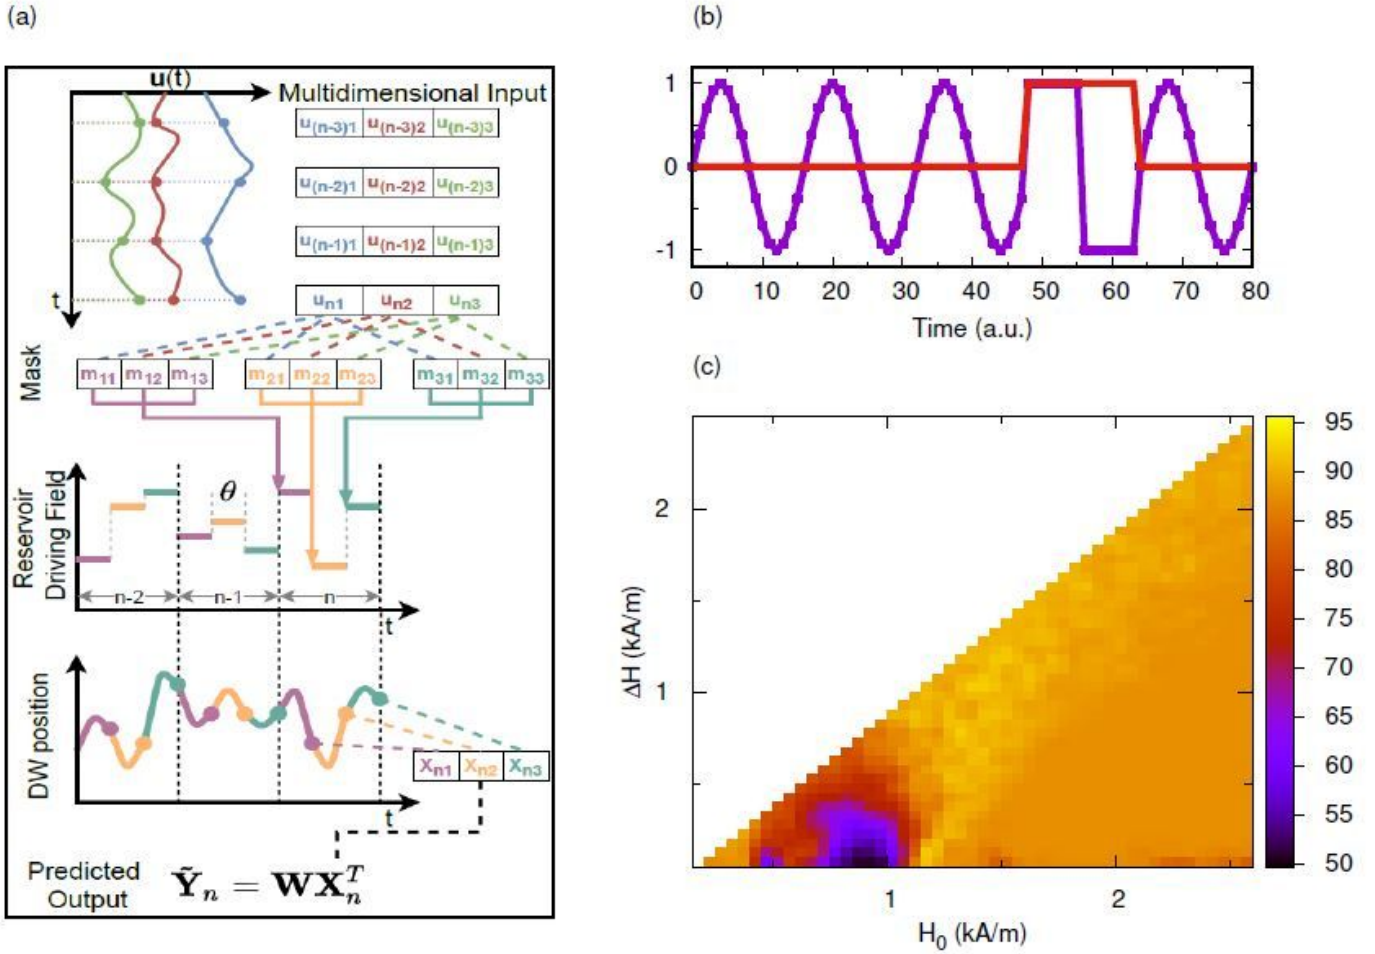 (a)
u(t)
Multidimensional Input
u(n-3)1 u(n-3)2 u(n-3)3
u(n-2)1 u(n-2)2 u(n-2)3
u(n-1)1 u(n-1)2 u(n-1)3
t
un1 un2 un3
Mask
m11 m12 m13 m21 m22 m23 m31 m32 m33
Reservoir
Driving Field
θ
n-2 n-1 n
t
DW position
Xn1 Xn2 Xn3
t
Predicted
Output
Ỹn = WXnT
(b)
1
0
-1
0 10 20 30 40 50 60 70 80
Time (a.u.)
(c)
2
1
ΔH (kA/m)
1 2
H0 (kA/m)
95
90
85
80
75
70
65
60
55
50